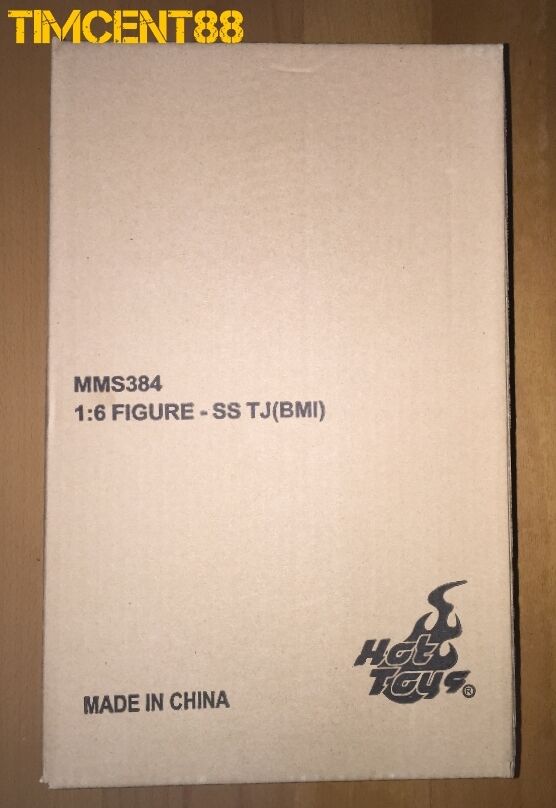 TIMCENT88
MMS384
1:6 FIGURE - SS TJ(BMI)
Hot
Toys®
MADE IN CHINA